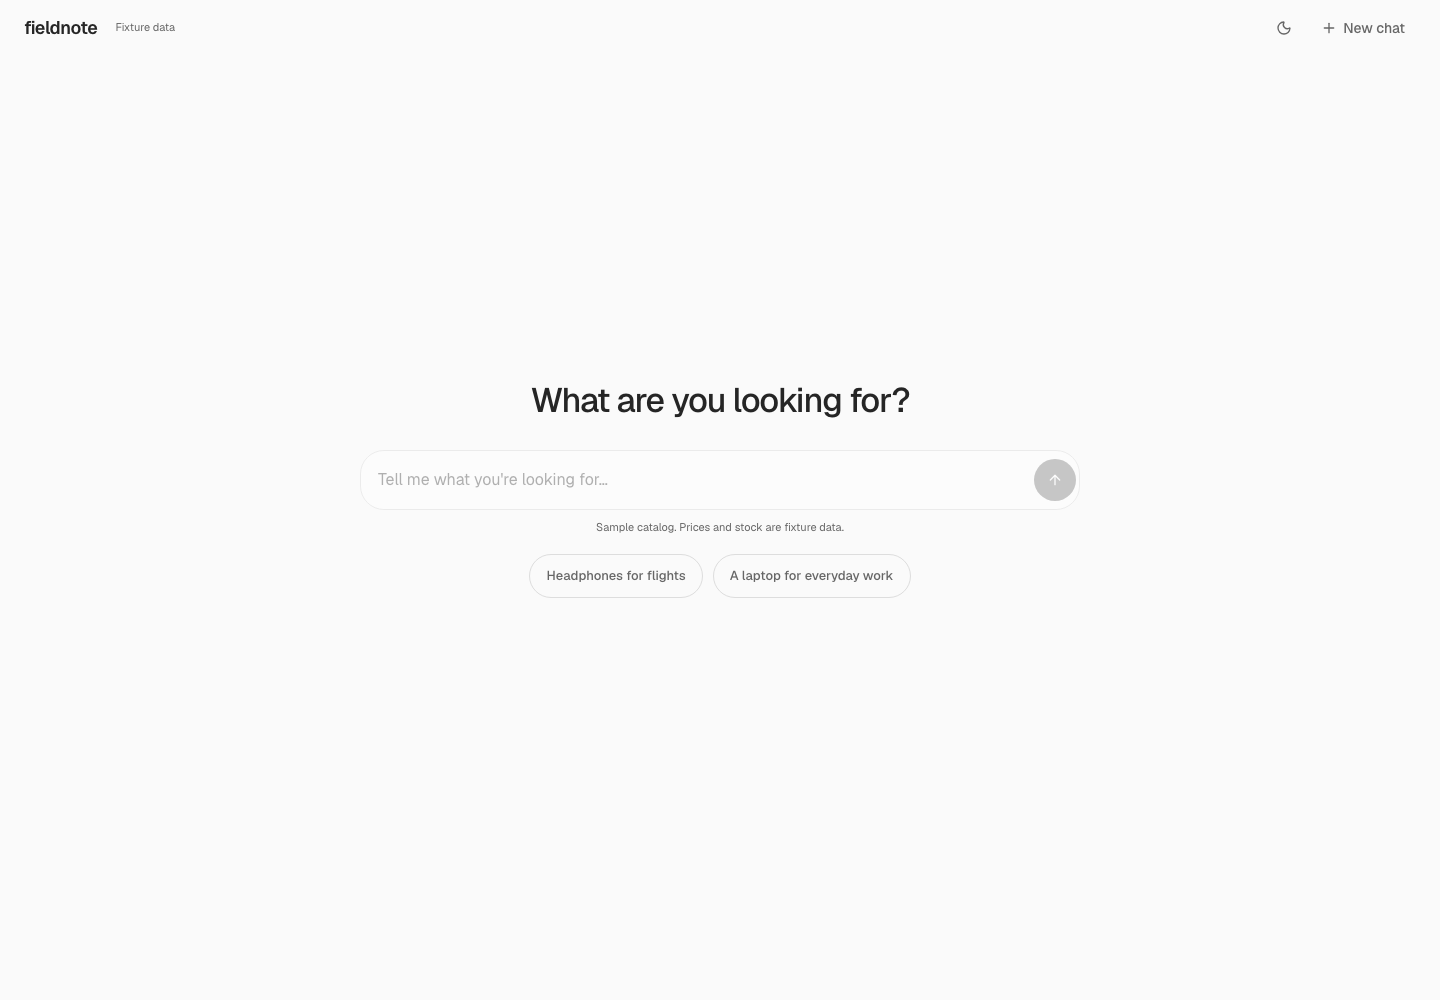 fieldnote
Fixture data
New chat
What are you looking for?
Tell me what you're looking for...
Sample catalog. Prices and stock are fixture data.
Headphones for flights
A laptop for everyday work